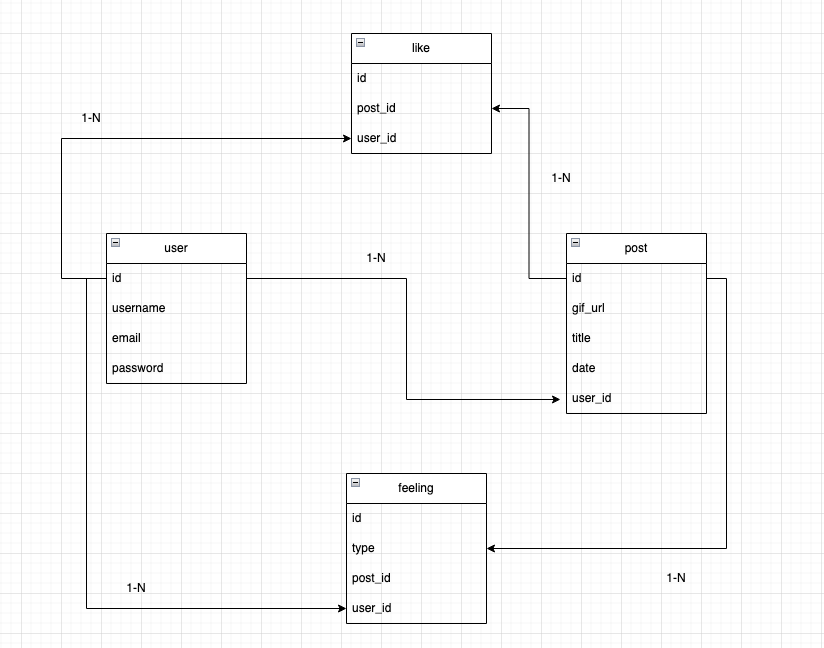 like
id
post_id
user_id
1-N
1-N
user
id
username
email
password
1-N
post
id
gif_url
title
date
user_id
feeling
id
type
post_id
user_id
1-N
1-N